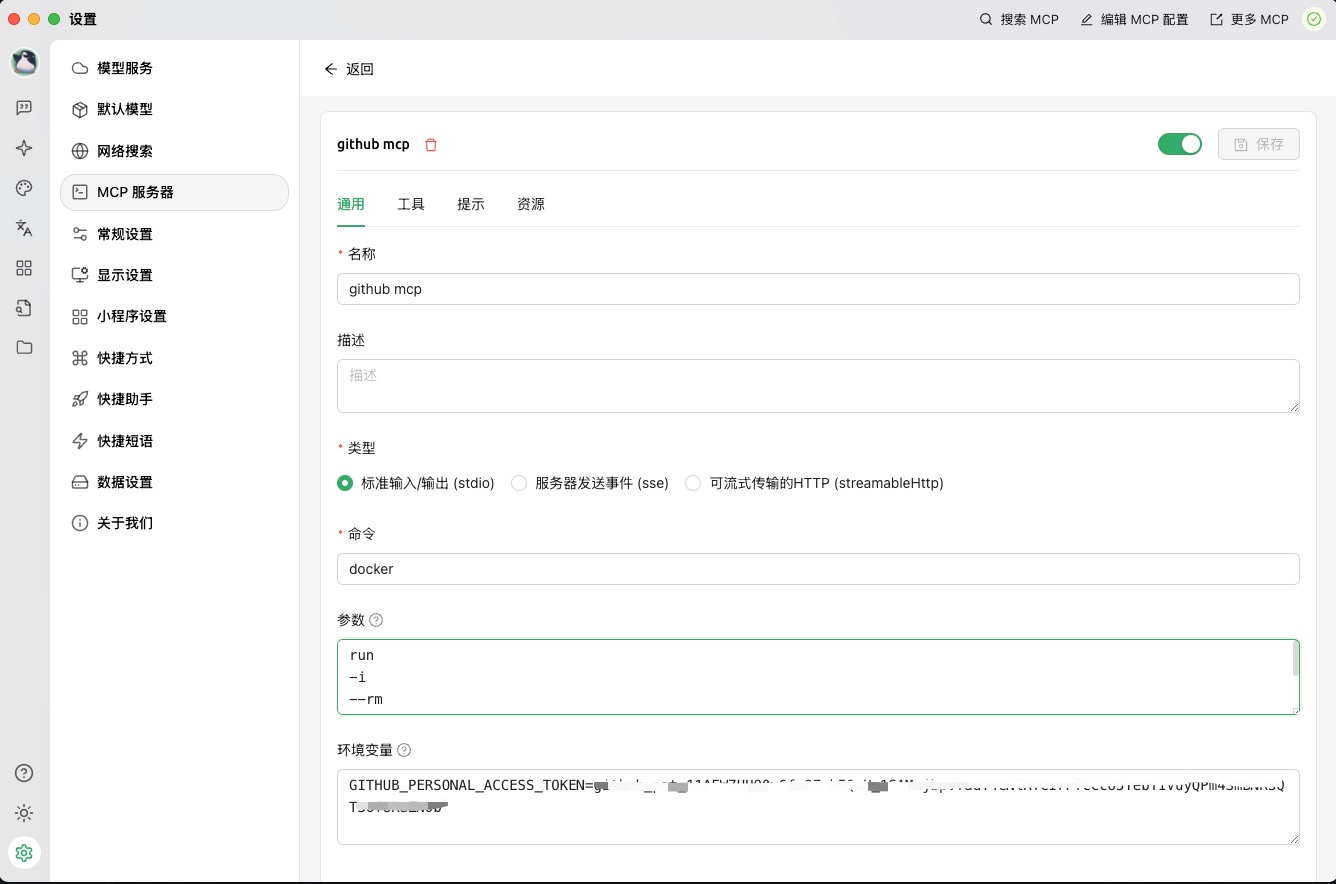 设置
搜索 MCP
编辑 MCP 配置
更多 MCP
模型服务
默认模型
网络搜索
MCP 服务器
常规设置
显示设置
小程序设置
快捷方式
快捷助手
快捷短语
数据设置
关于我们
返回
github mcp
保存
通用
工具
提示
资源
* 名称
github mcp
描述
描述
* 类型
标准输入/输出 (stdio)
服务器发送事件 (sse)
可流式传输的HTTP (streamableHttp)
* 命令
docker
参数
run
-i
--rm
环境变量
GITHUB_PERSONAL_ACCESS_TOKEN=